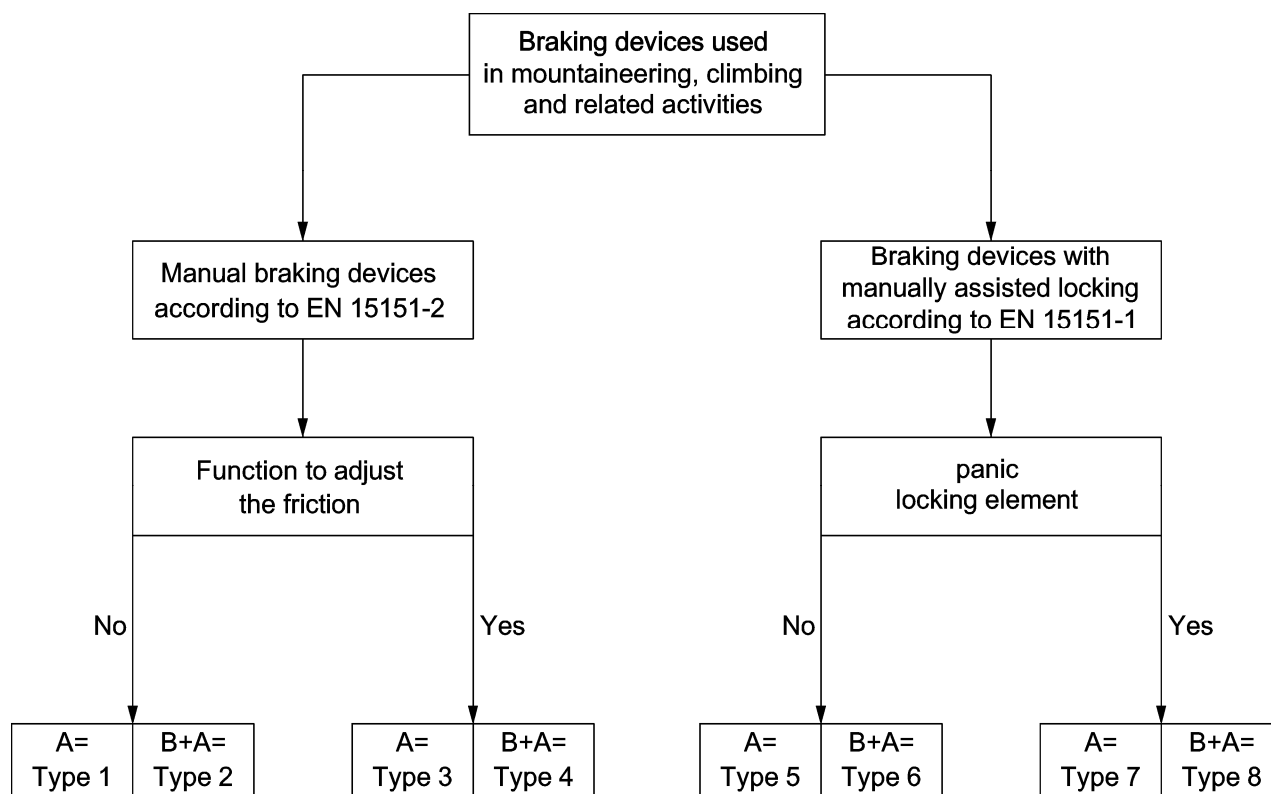 Braking devices used
in mountaineering, climbing
and related activities
Manual braking devices
according to EN 15151-2
Braking devices with
manually assisted locking
according to EN 15151-1
Function to adjust
the friction
panic
locking element
No
Yes
No
Yes
A=
Type 1
B+A=
Type 2
A=
Type 3
B+A=
Type 4
A=
Type 5
B+A=
Type 6
A=
Type 7
B+A=
Type 8